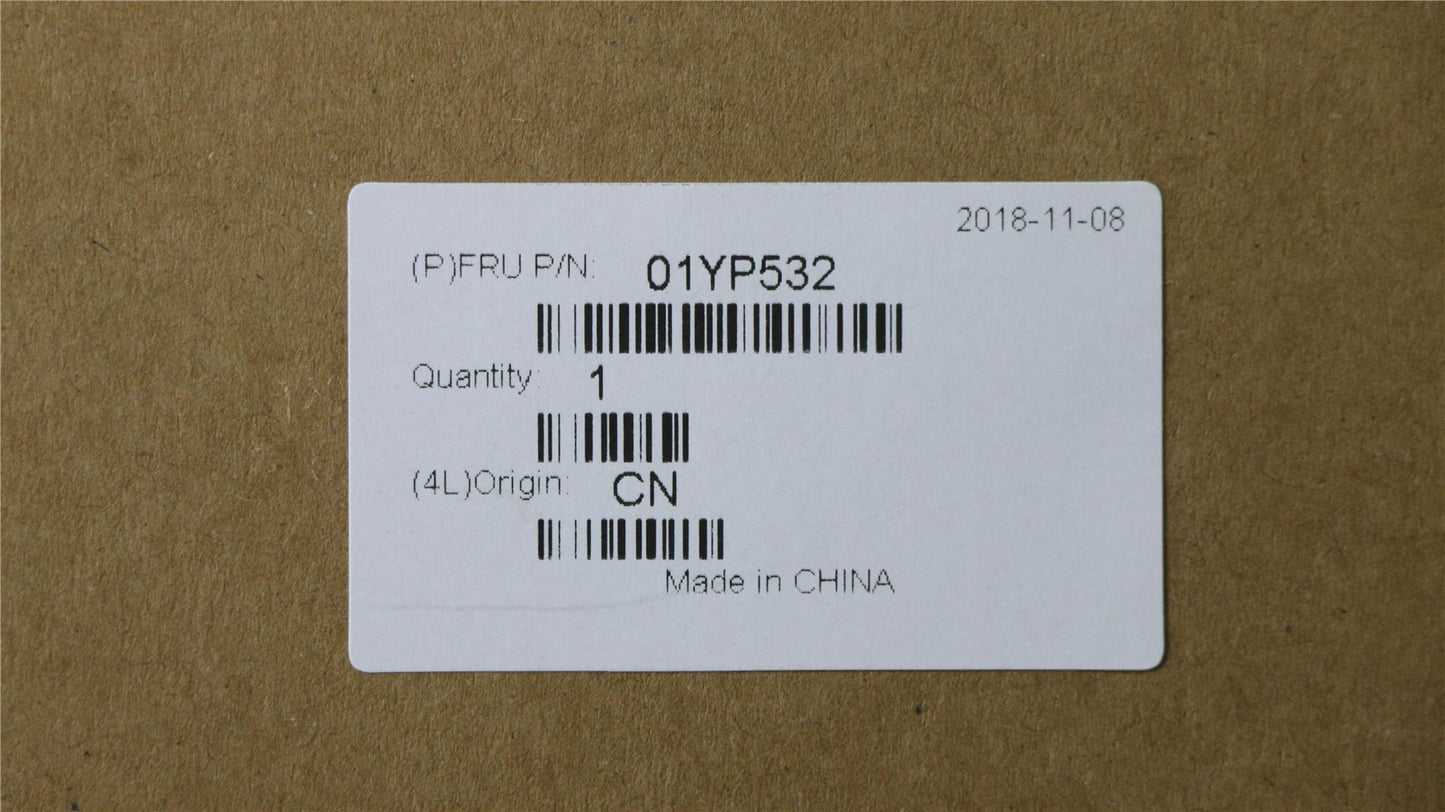 2018-11-08
(P)FRU P/N: 01YP532
Quantity: 1
(4L)Origin: CN
Made in CHINA